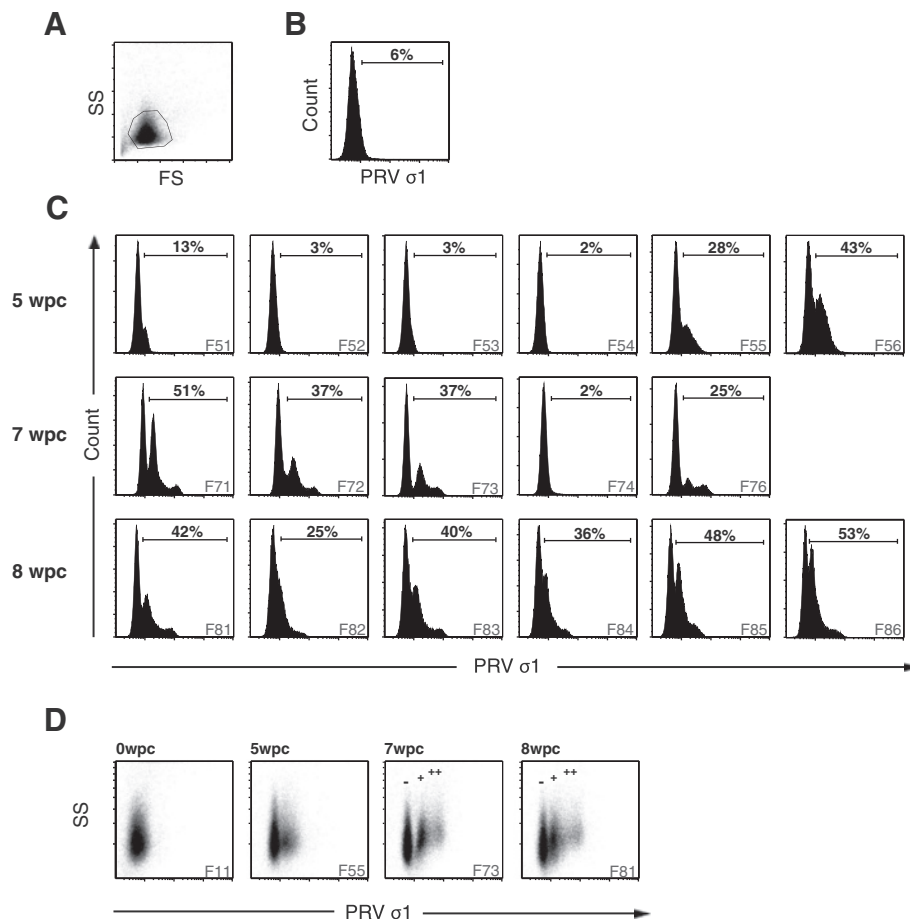 A
B
SS
FS
Count
6%
PRV σ1
C
5 wpc
13%
F51
3%
F52
3%
F53
2%
F54
28%
F55
43%
F56
7 wpc
Count
51%
F71
37%
F72
37%
F73
2%
F74
25%
F76
8 wpc
42%
F81
25%
F82
40%
F83
36%
F84
48%
F85
53%
F86
PRV σ1
D
SS
0wpc
F11
5wpc
F55
7wpc
- + ++
F73
8wpc
- + ++
F81
PRV σ1